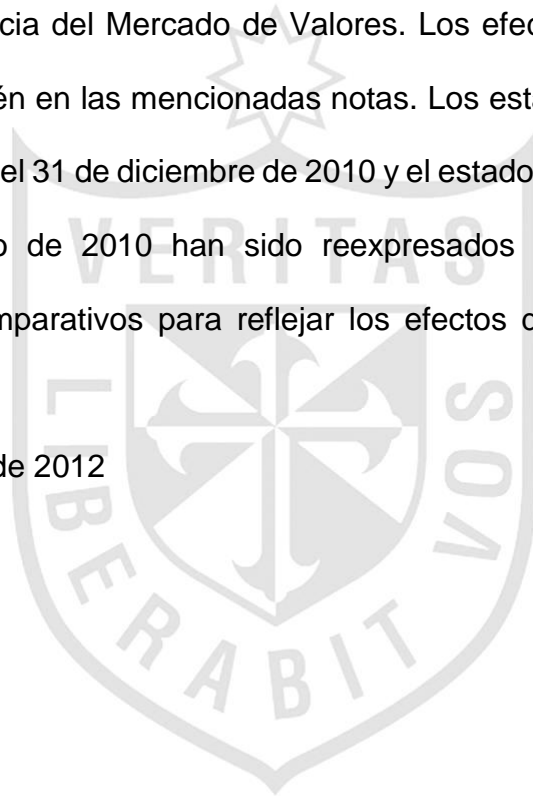 cia del Mercado de Valores. Los efec
én en las mencionadas notas. Los esta
el 31 de diciembre de 2010 y el estado
o de 2010 han sido reexpresados
mparativos para reflejar los efectos d
de 2012
VERITAS
LIBERABIT
VOS